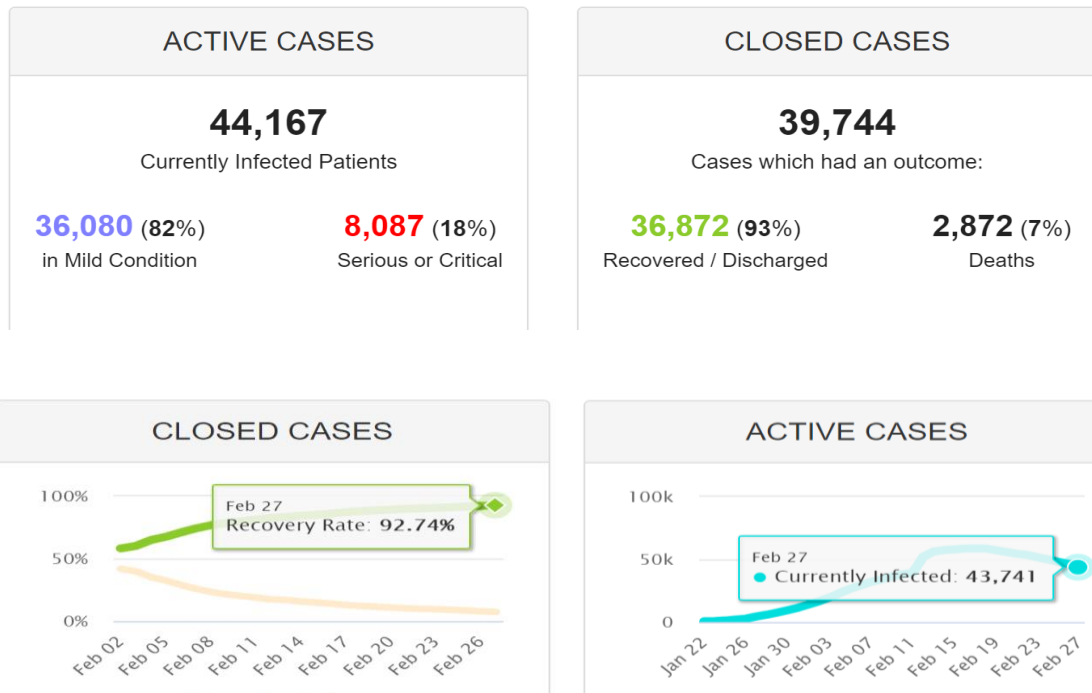 ACTIVE CASES
44,167
Currently Infected Patients
36,080 (82%)
in Mild Condition
8,087 (18%)
Serious or Critical
CLOSED CASES
39,744
Cases which had an outcome:
36,872 (93%)
Recovered / Discharged
2,872 (7%)
Deaths
CLOSED CASES
100%
50%
0%
Feb 27
Recovery Rate: 92.74%
Feb 02
Feb 05
Feb 08
Feb 11
Feb 14
Feb 17
Feb 20
Feb 23
Feb 26
ACTIVE CASES
100k
50k
0
Feb 27
Currently Infected: 43,741
Jan 22
Jan 26
Jan 30
Feb 03
Feb 07
Feb 11
Feb 15
Feb 19
Feb 23
Feb 27